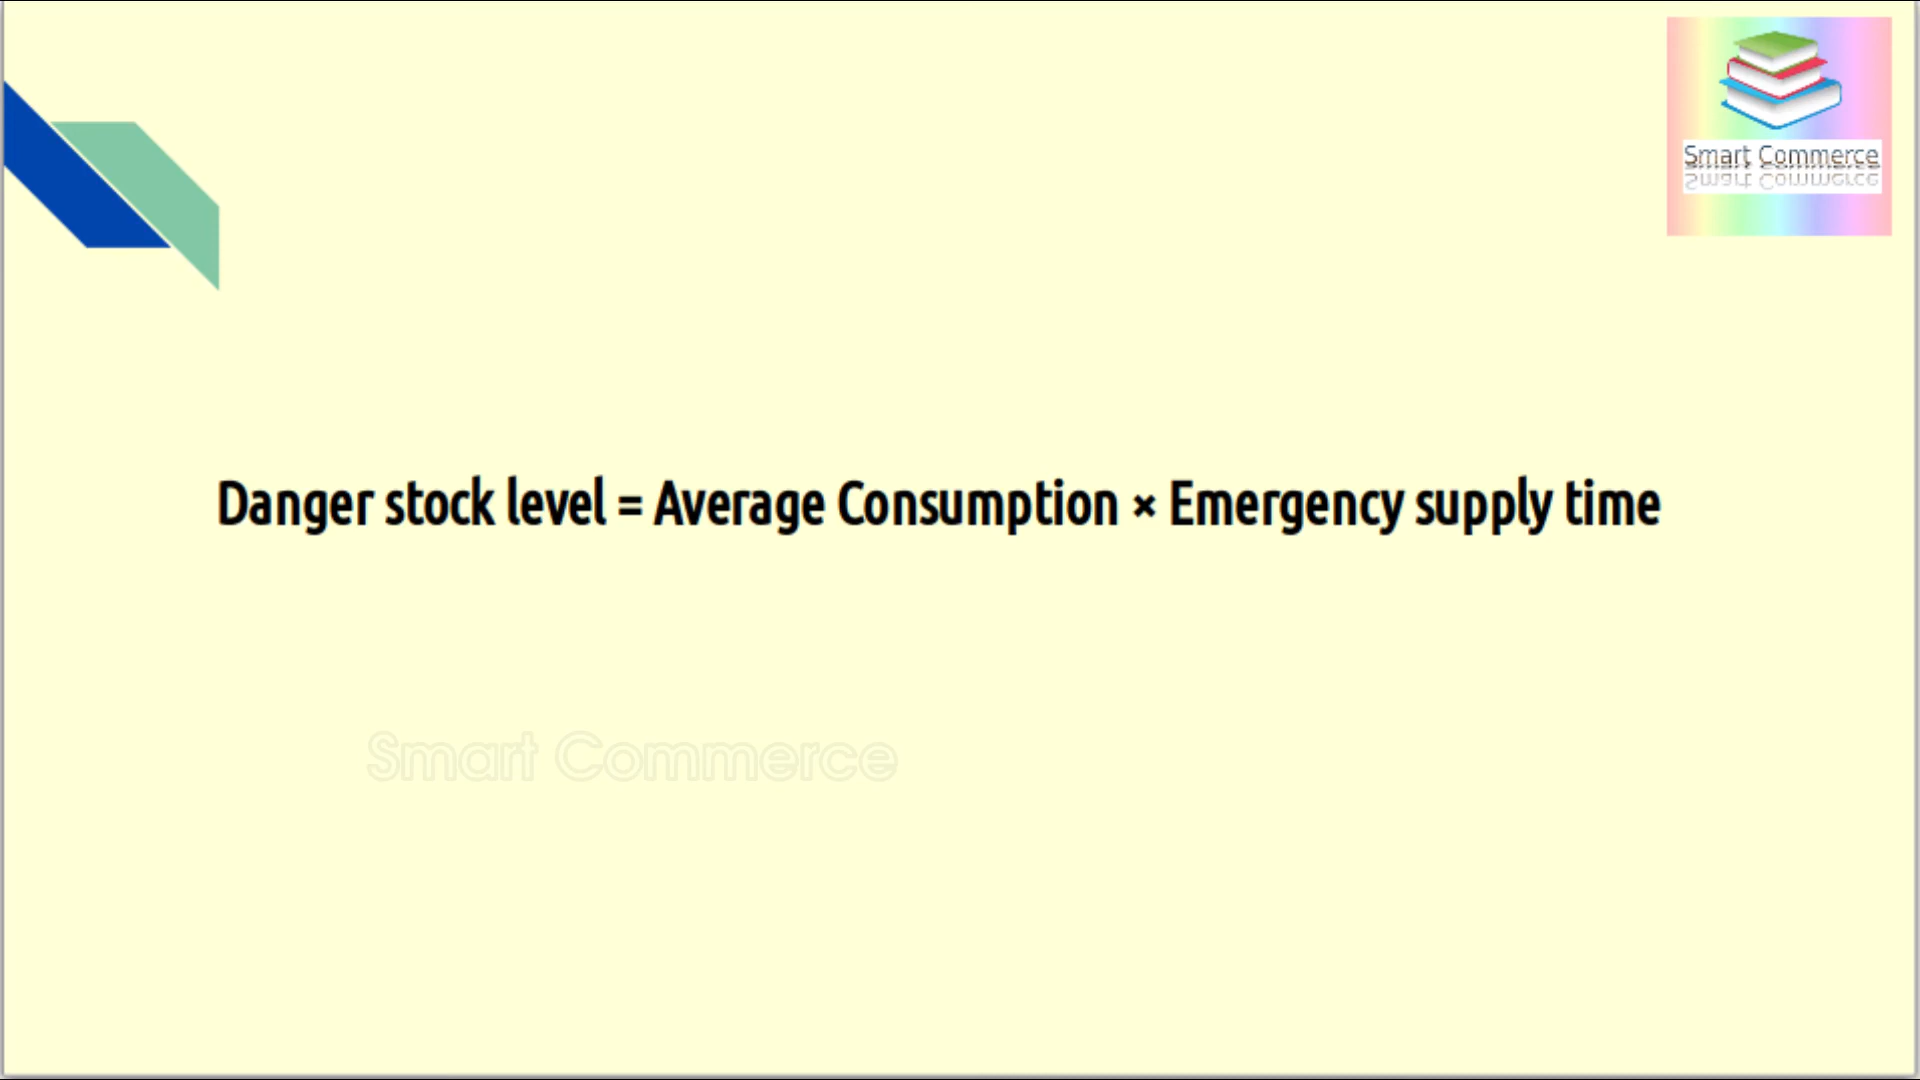 Smart Commerce
Danger stock level = Average Consumption × Emergency supply time
Smart Commerce